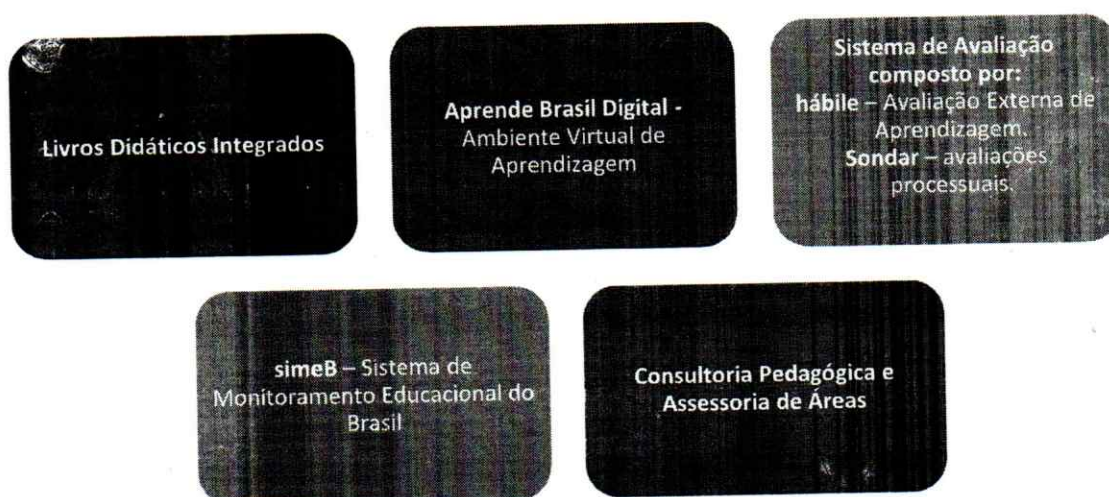 Livros Didáticos Integrados
Aprende Brasil Digital -
Ambiente Virtual de
Aprendizagem
Sistema de Avaliação
composto por:
hábile – Avaliação Externa de
Aprendizagem.
Sondar – avaliações
processuais.
simeB – Sistema de
Monitoramento Educacional do
Brasil
Consultoria Pedagógica e
Assessoria de Áreas